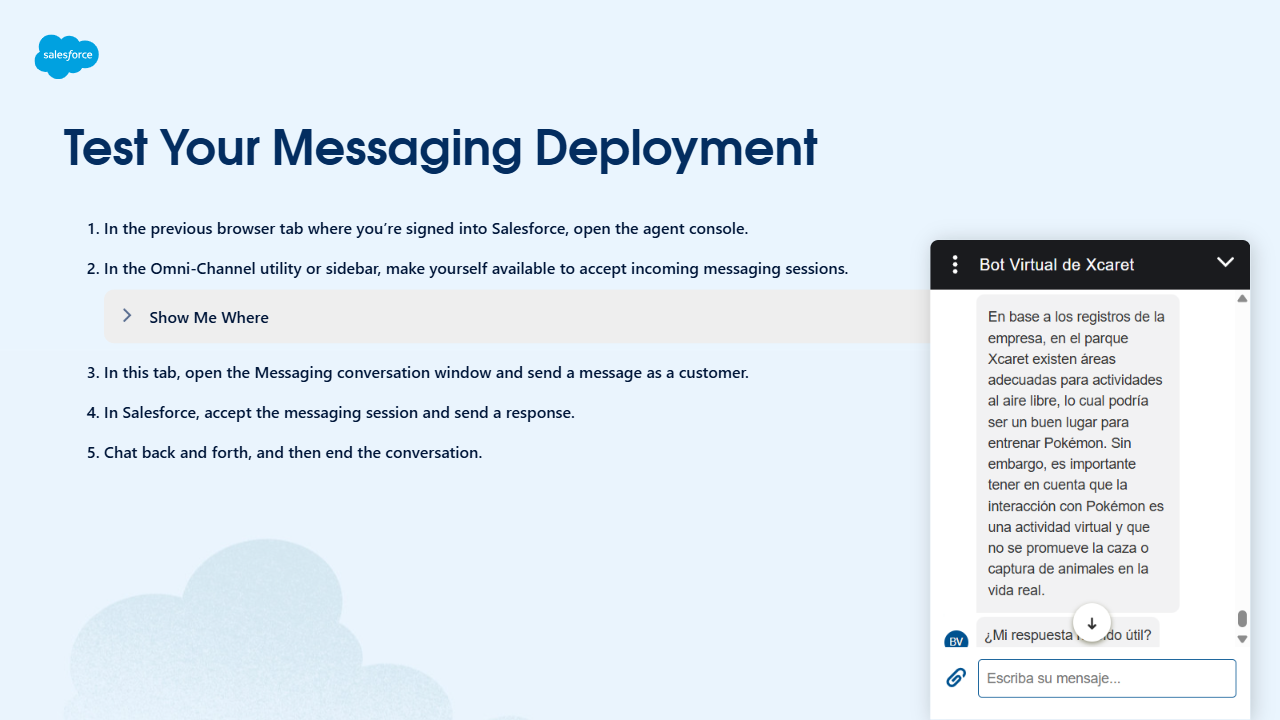 salesforce
Test Your Messaging Deployment
1. In the previous browser tab where you’re signed into Salesforce, open the agent console.
2. In the Omni-Channel utility or sidebar, make yourself available to accept incoming messaging sessions.
Show Me Where
3. In this tab, open the Messaging conversation window and send a message as a customer.
4. In Salesforce, accept the messaging session and send a response.
5. Chat back and forth, and then end the conversation.
Bot Virtual de Xcaret
En base a los registros de la
empresa, en el parque
Xcaret existen áreas
adecuadas para actividades
al aire libre, lo cual podría
ser un buen lugar para
entrenar Pokémon. Sin
embargo, es importante
tener en cuenta que la
interacción con Pokémon es
una actividad virtual y que
no se promueve la caza o
captura de animales en la
vida real.
BV
¿Mi respuesta útil?
Escriba su mensaje...